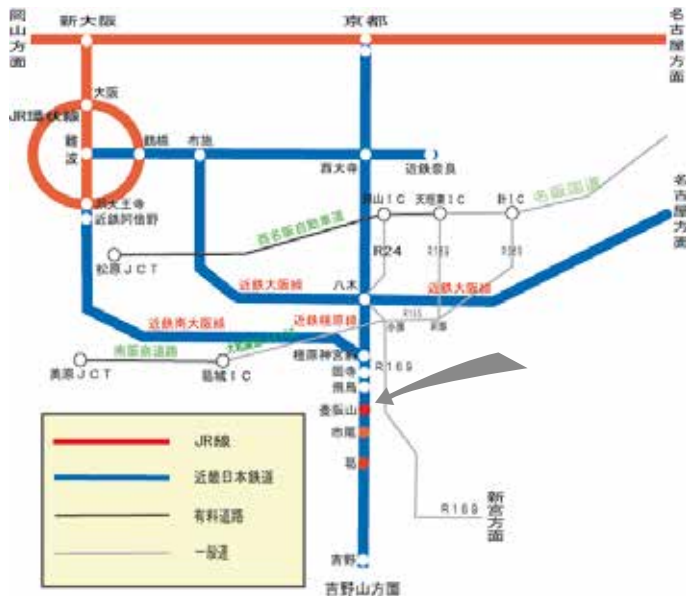 岡山方面
新大阪
京都
名古屋方面
大阪
JR環状線
難波
鶴橋
布施
西大寺
近鉄奈良
天王寺
近鉄阿倍野
天理東IC
針IC
名阪国道
名古屋方面
西名阪自動車道
松原JCT
R24
R169
八木
近鉄大阪線
近鉄大阪線
近鉄南大阪線
近鉄橿原線
南阪奈道路
美原JCT
葛城IC
橿原神宮前
R169
岡寺
飛鳥
壺阪山
市尾
葛
R169
新宮方面
吉野
吉野山方面
JR線
近畿日本鉄道
有料道路
一般道